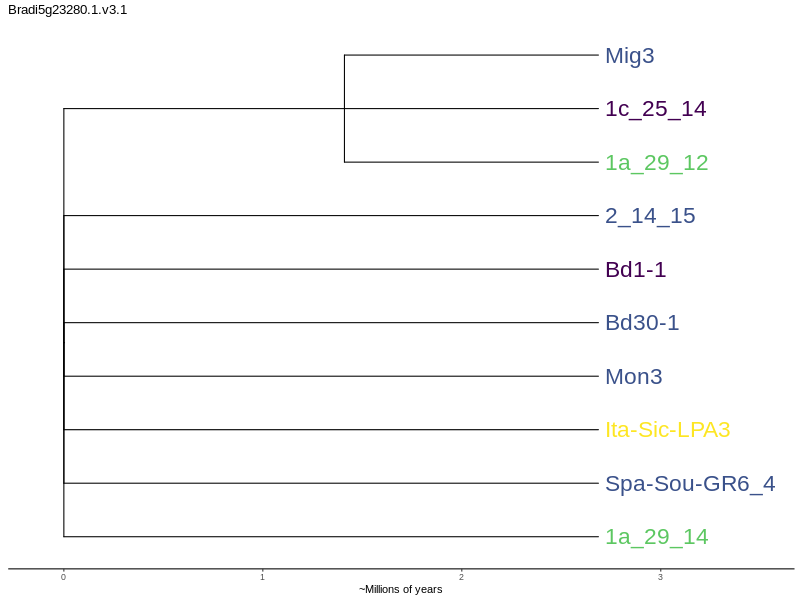 Bradi5g23280.1.v3.1
Mig3
1c_25_14
1a_29_12
2_14_15
Bd1-1
Bd30-1
Mon3
Ita-Sic-LPA3
Spa-Sou-GR6_4
1a_29_14
0 1 2 3
~Millions of years